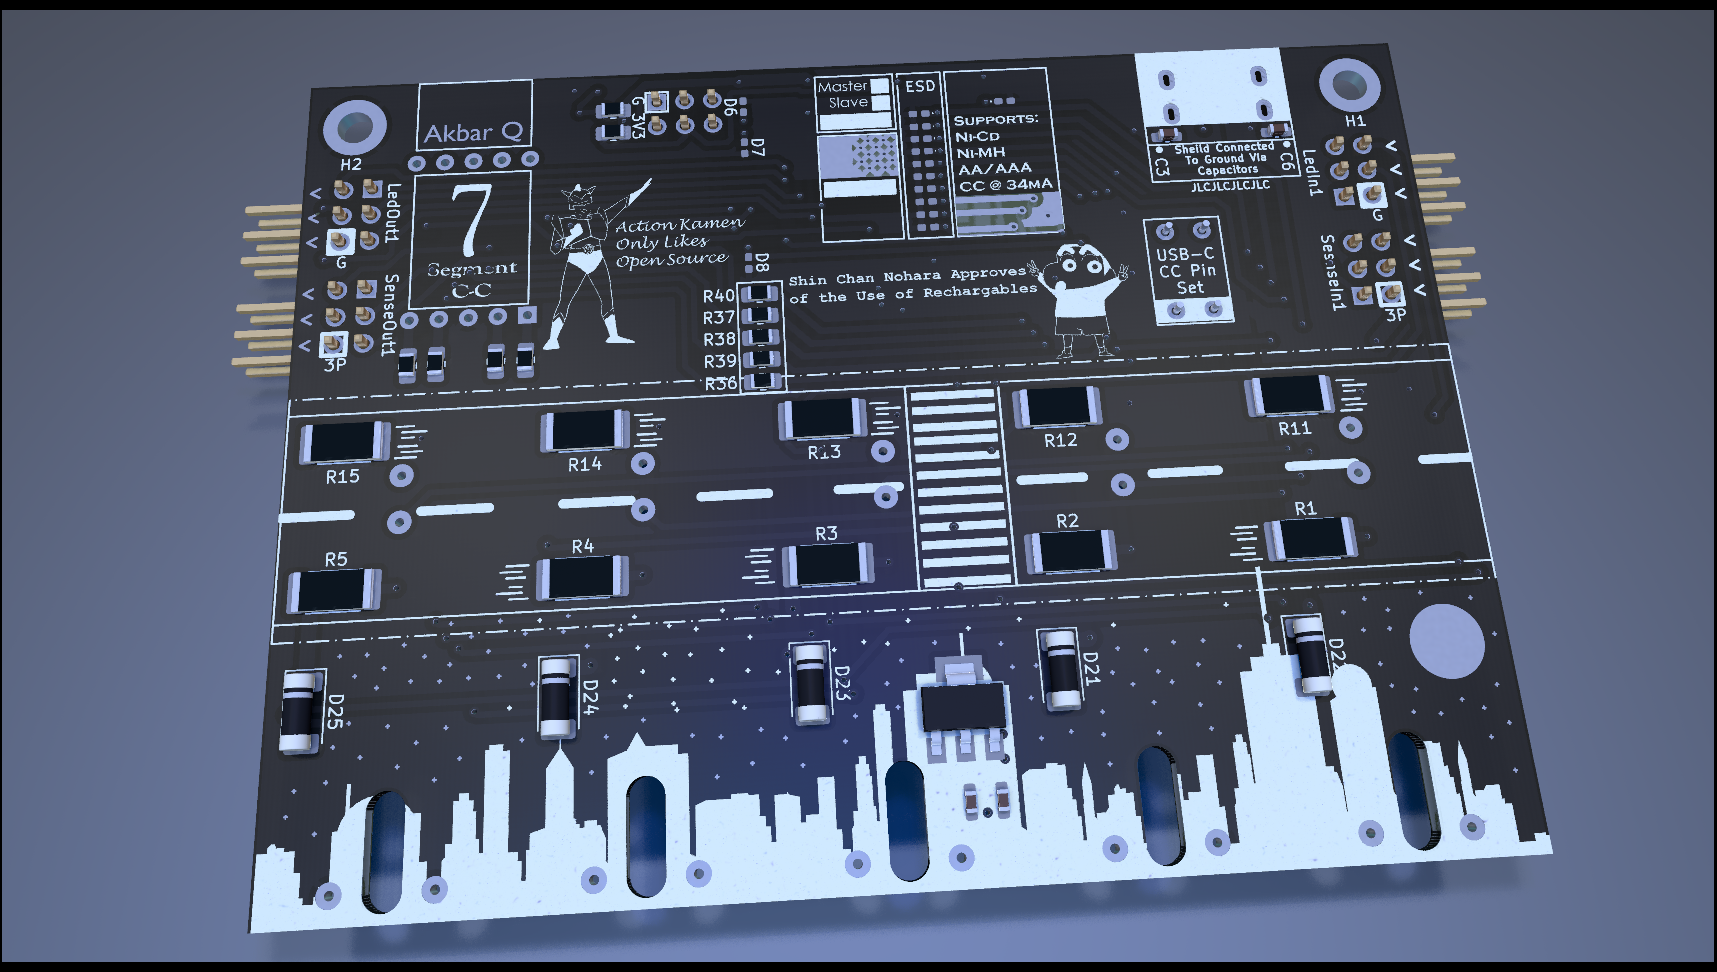 Akbar Q
H2
LedOut1
G
SenseOut1
3P
7
Segment
C-C
G 3V3
D6
D7
Action Kamen
Only Likes
Open Source
Master
Slave
ESD
SUPPORTS:
NI-CD
NI-MH
AA/AAA
CC @ 34MA
Sheild Connected
To Ground Via
Capacitors
C3
C6
JLCJLCJLCJLC
H1
LedIn1
G
SesnseIn1
3P
USB-C
CC Pin
Set
D8
Shin Chan Nohara Approves
of the Use of Rechargables
R40
R37
R38
R39
R36
R15
R14
R13
R12
R11
R5
R4
R3
R2
R1
D25
D24
D23
D21